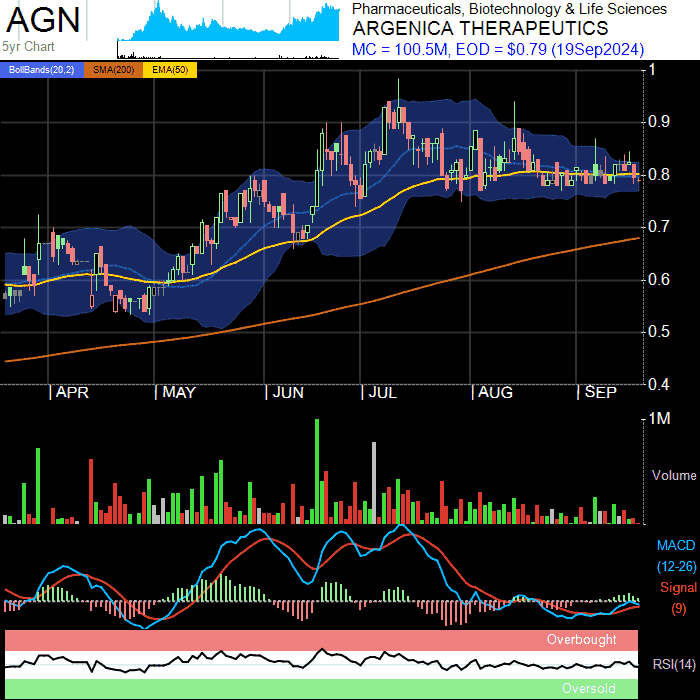 AGN
5yr Chart
Pharmaceuticals, Biotechnology & Life Sciences
ARGENICA THERAPEUTICS
MC = 100.5M, EOD = $0.79 (19Sep2024)
BollBands(20,2) SMA(200) EMA(50)
1
0.9
0.8
0.7
0.6
0.5
0.4
APR MAY JUN JUL AUG SEP
1M
Volume
MACD
(12-26)
Signal
(9)
Overbought
RSI(14)
Oversold